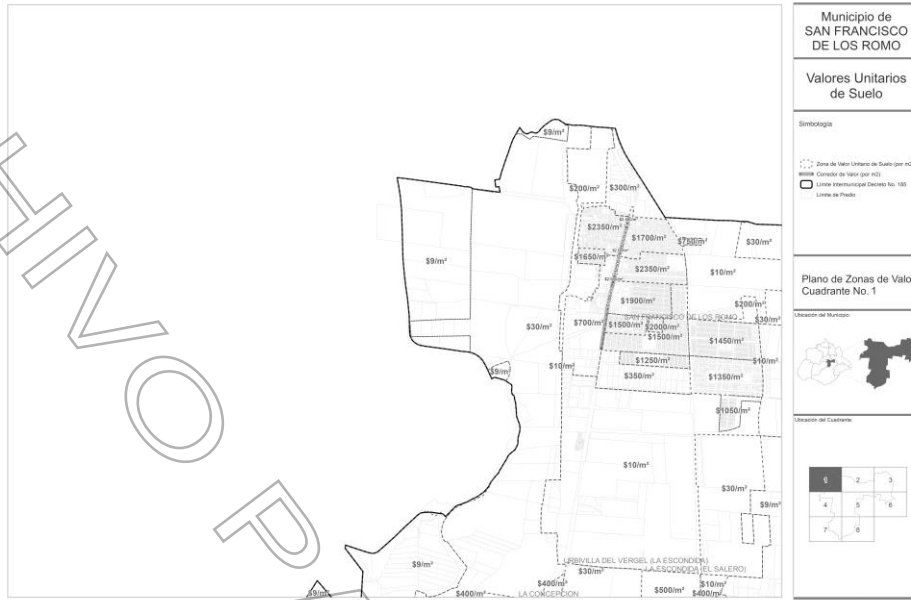 Municipio de
SAN FRANCISCO
DE LOS ROMO
Valores Unitarios
de Suelo
Simbología
Zona de Valor Unitario de Suelo (por m2)
Corredor de Valor (por m2)
Limite Intermunicipal Decreto No. 185
Limite de Predio
Plano de Zonas de Valo
Cuadrante No. 1
Ubicación del Municipio:
Ubicación del Cuadrante:
1 2 3
4 5 6
7 8
$9/m²
$200/m² $300/m²
$2350/m²
$1700/m² $750/m² $30/m²
$1650/m²
$9/m² $2350/m² $10/m²
$1900/m² $200/m²
SAN FRANCISCO DE LOS ROMO $30/m²
$30/m² $700/m² $1500/m² $2000/m²
$1500/m² $1450/m²
$10/m² $1250/m² $10/m²
$9/m² $350/m² $1350/m²
$1050/m²
$10/m²
$30/m²
$9/m²
URBIVILLA DEL VERGEL (LA ESCONDIDA)
$9/m² $30/m² LA ESCONDIDA (EL SALERO)
$400/m² $10/m²
$9/m² $400/m² LA CONCEPCION $500/m² $400/m²
HIVO P